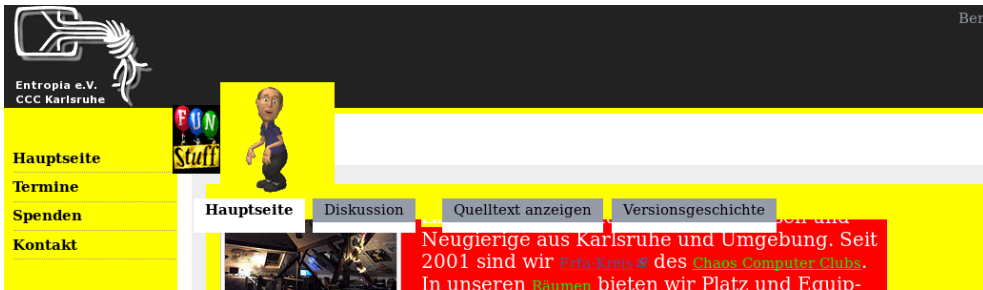 Ber
Entropia e.V.
CCC Karlsruhe
FUN
Stuff
Hauptseite
Termine
Spenden
Kontakt
Hauptseite Diskussion Quelltext anzeigen Versionsgeschichte
und
Neugierige aus Karlsruhe und Umgebung. Seit
2001 sind wir Erfa-Kreis des Chaos Computer Clubs.
In unseren Räumen bieten wir Platz und Equip-